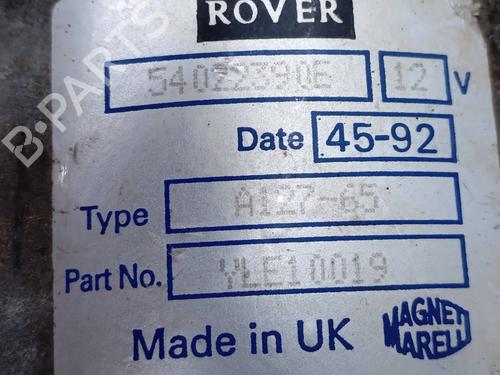 ROVER
54022390E 12 V
Date 45-92
Type A127-65
Part No. YLE10019
Made in UK MAGNETI MARELLI
B-PARTS